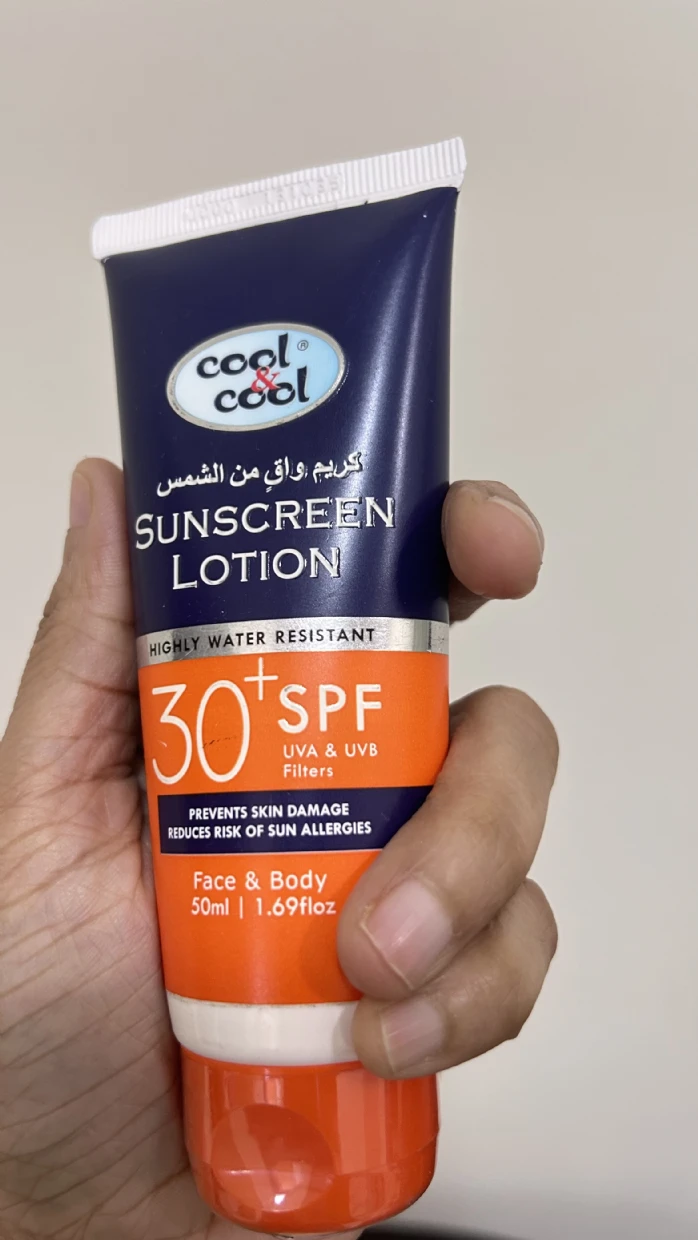 cool ®
&
cool
كريم واقٍ من الشمس
SUNSCREEN
LOTION
HIGHLY WATER RESISTANT
30+ SPF
UVA & UVB
Filters
PREVENTS SKIN DAMAGE
REDUCES RISK OF SUN ALLERGIES
Face & Body
50ml | 1.69floz